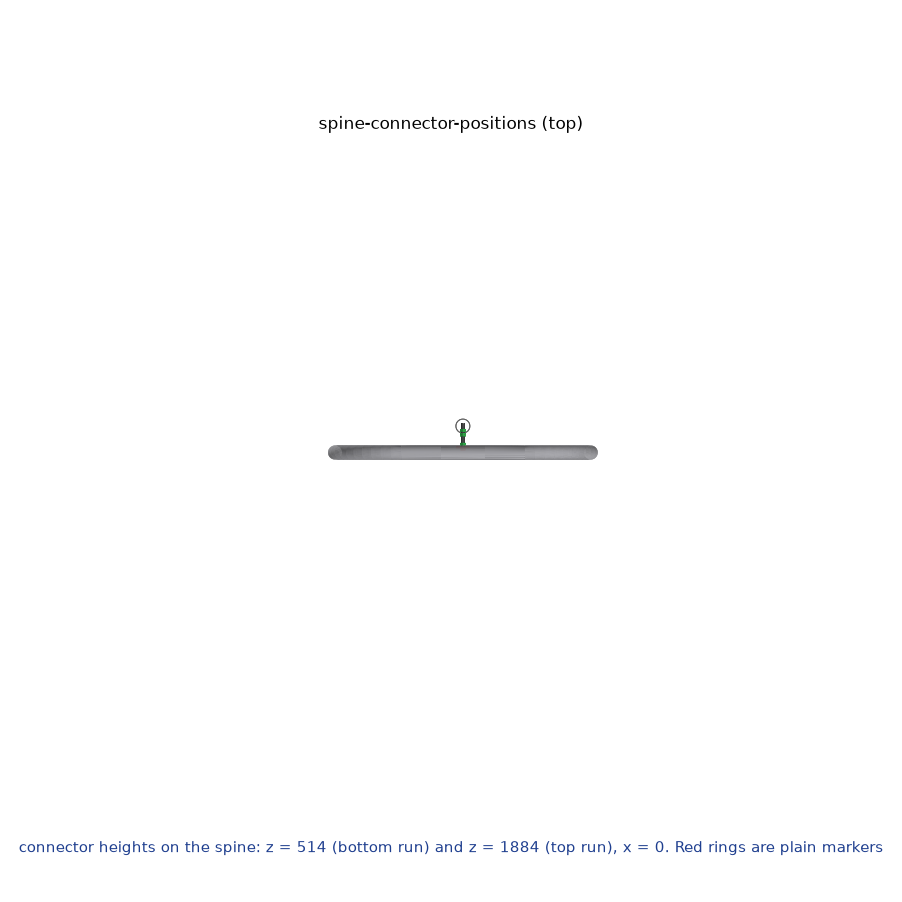 spine-connector-positions (top)
connector heights on the spine: z = 514 (bottom run) and z = 1884 (top run), x = 0. Red rings are plain markers